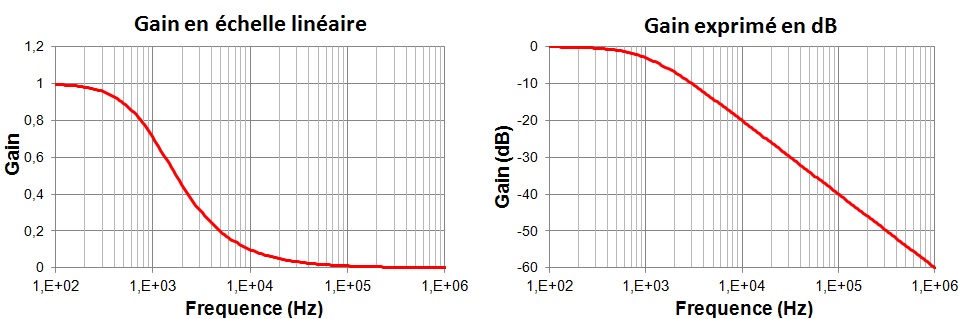 Gain en échelle linéaire
1,2
1
0,8
0,6
0,4
0,2
0
Gain
1,E+02 1,E+03 1,E+04 1,E+05 1,E+06
Frequence (Hz)
Gain exprimé en dB
0
-10
-20
-30
-40
-50
-60
Gain (dB)
1,E+02 1,E+03 1,E+04 1,E+05 1,E+06
Frequence (Hz)